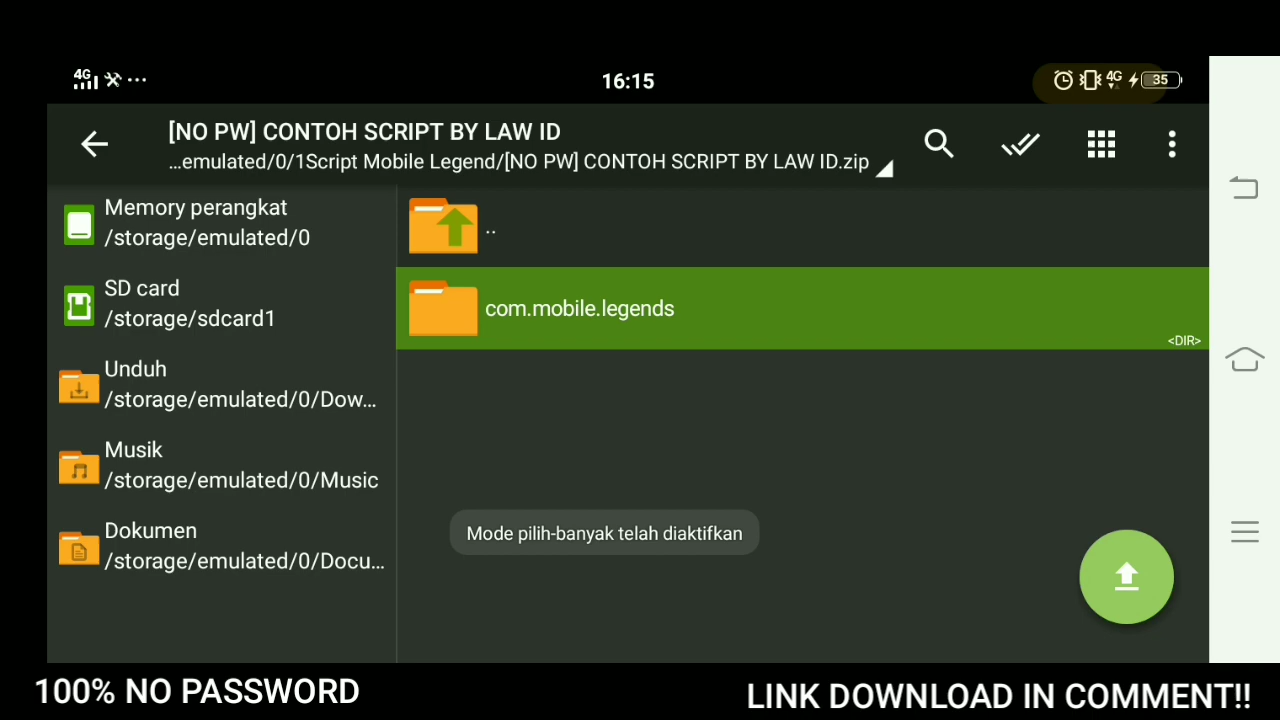 4G
16:15
4G
35
[NO PW] CONTOH SCRIPT BY LAW ID
...emulated/0/1Script Mobile Legend/[NO PW] CONTOH SCRIPT BY LAW ID.zip
Memory perangkat
/storage/emulated/0
SD card
/storage/sdcard1
Unduh
/storage/emulated/0/Dow...
Musik
/storage/emulated/0/Music
Dokumen
/storage/emulated/0/Docu...
..
com.mobile.legends
<DIR>
Mode pilih-banyak telah diaktifkan
100% NO PASSWORD
LINK DOWNLOAD IN COMMENT!!